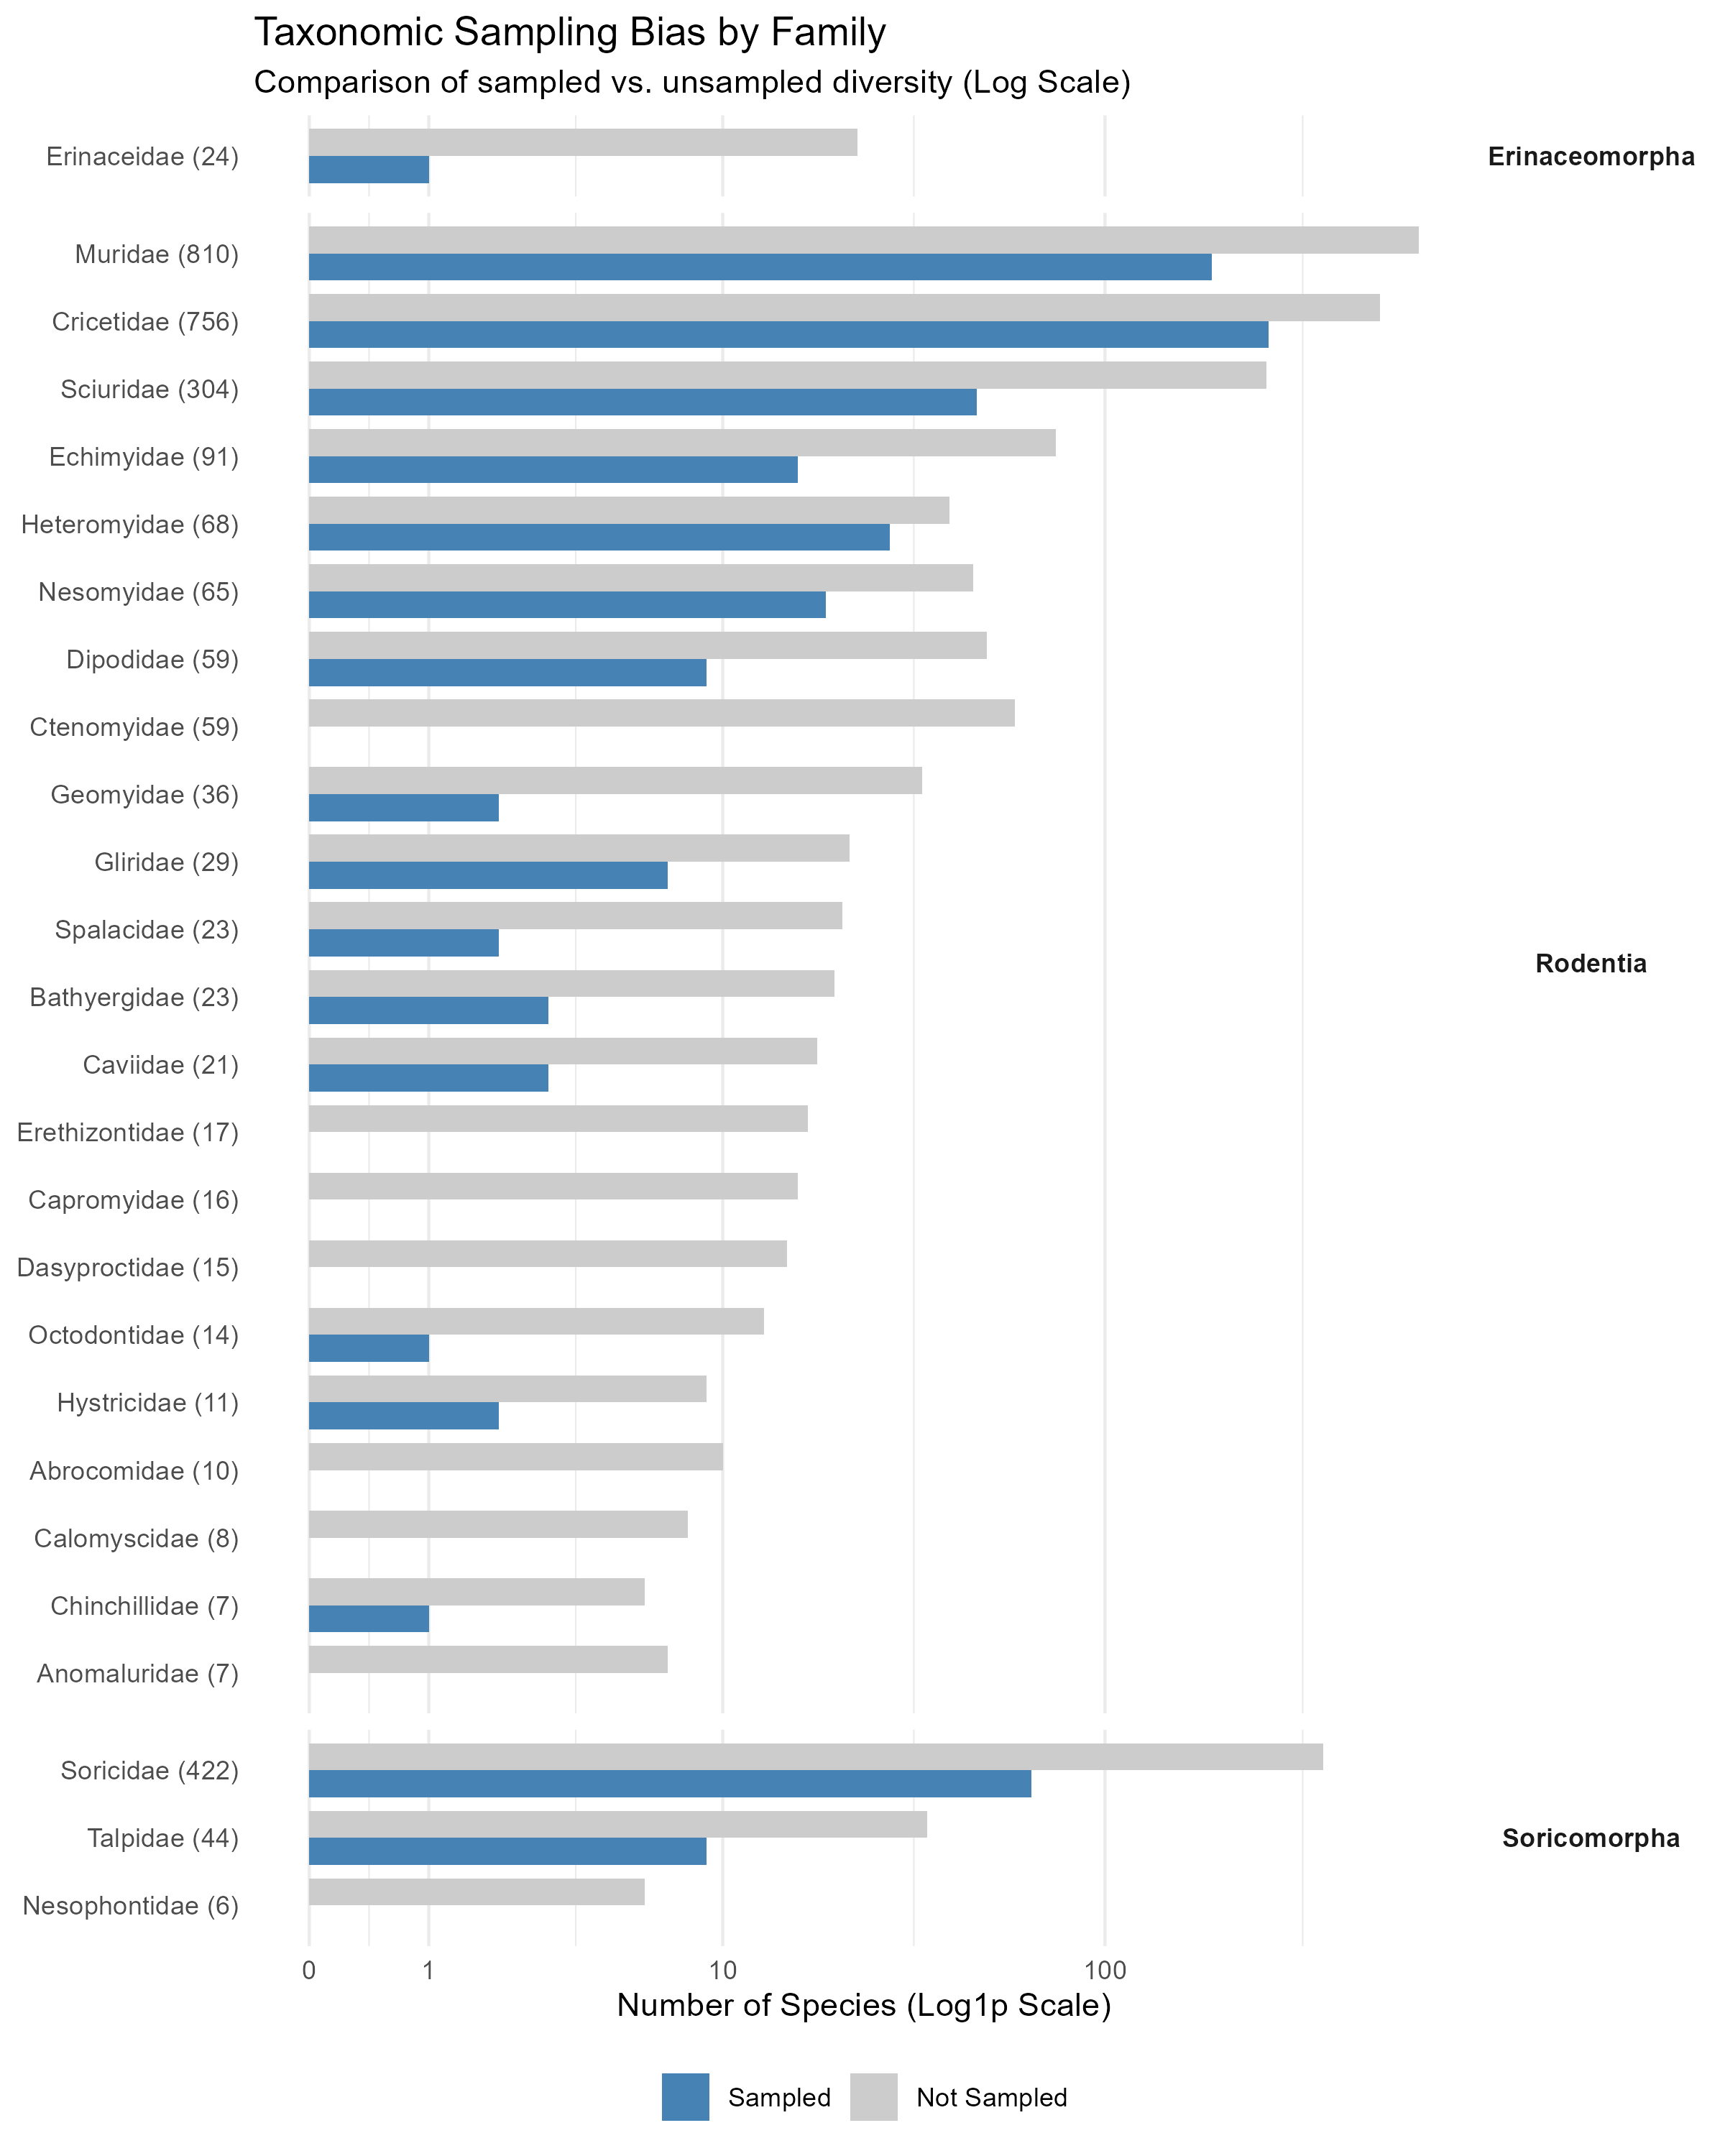 Taxonomic Sampling Bias by Family
Comparison of sampled vs. unsampled diversity (Log Scale)
Erinaceidae (24)
Erinaceomorpha
Muridae (810)
Cricetidae (756)
Sciuridae (304)
Echimyidae (91)
Heteromyidae (68)
Nesomyidae (65)
Dipodidae (59)
Ctenomyidae (59)
Geomyidae (36)
Gliridae (29)
Spalacidae (23)
Rodentia
Bathyergidae (23)
Caviidae (21)
Erethizontidae (17)
Capromyidae (16)
Dasyproctidae (15)
Octodontidae (14)
Hystricidae (11)
Abrocomidae (10)
Calomyscidae (8)
Chinchillidae (7)
Anomaluridae (7)
Soricidae (422)
Talpidae (44)
Soricomorpha
Nesophontidae (6)
0 1 10 100
Number of Species (Log1p Scale)
Sampled Not Sampled